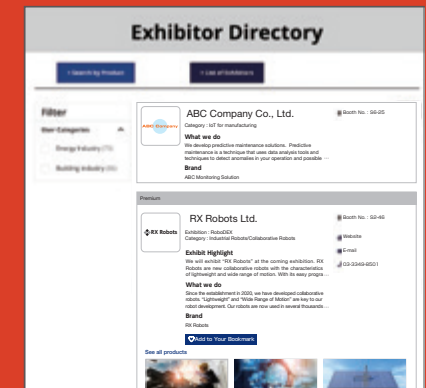 Exhibitor Directory
› Search by Product
› List of Exhibitors
Filter
User Categories
Energy Industry
Building Industry
ABC Company
ABC Company Co., Ltd.
Booth No. : S6-25
Category : IoT for manufacturing
What we do
We develop predictive maintenance solutions. Predictive
maintenance is a technique that uses data analysis tools and
techniques to detect anomalies in your operation and possible ···
Brand
ABC Monitoring Solution
Premium
RX Robots
RX Robots Ltd.
Booth No. : S2-46
Exhibition : RoboDEX
Category : Industrial Robots/Collaborative Robots
Website
E-mail
03-3349-8501
Exhibit Highlight
We will exhibit "RX Robots" at the coming exhibition. RX
Robots are new collaborative robots with the characteristics
of lightweight and wide range of motion. With its easy progra ···
What we do
Since the establishment in 2020, we have developed collaborative
robots. "Lightweight" and "Wide Range of Motion" are key to our
robot development. Our robots are now used in several thousands ···
Brand
RX Robots
Add to Your Bookmark
See all products